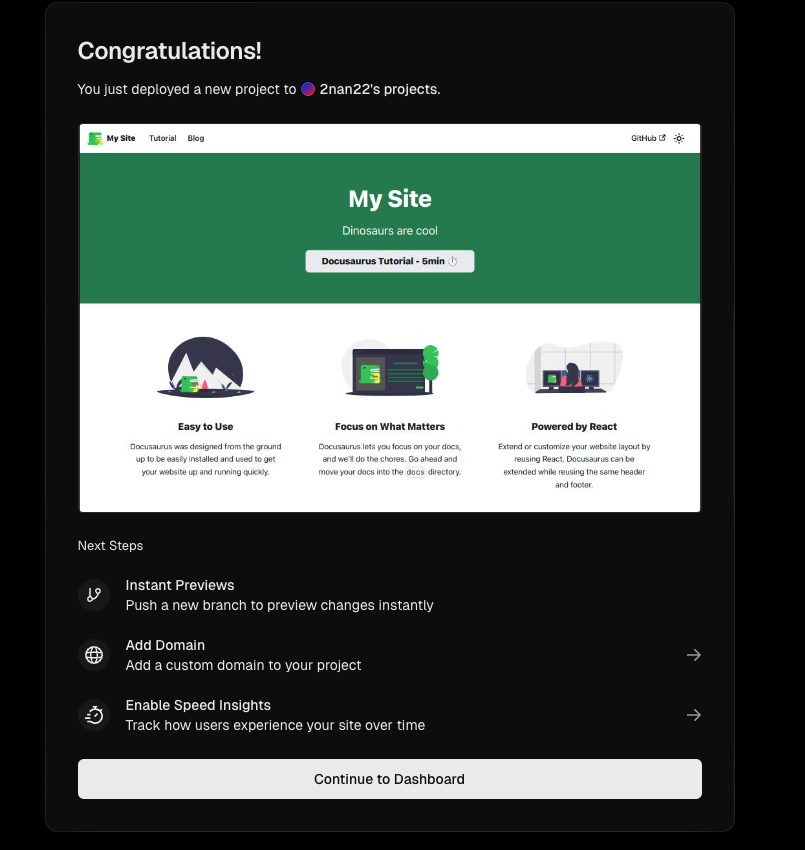 Congratulations!
You just deployed a new project to 2nan22's projects.
My Site Tutorial Blog GitHub
My Site
Dinosaurs are cool
Docusaurus Tutorial - 5min ⏱️
Easy to Use
Docusaurus was designed from the ground
up to be easily installed and used to get
your website up and running quickly.
Focus on What Matters
Docusaurus lets you focus on your docs,
and we'll do the chores. Go ahead and
move your docs into the docs directory.
Powered by React
Extend or customize your website layout by
reusing React. Docusaurus can be
extended while reusing the same header
and footer.
Next Steps
Instant Previews
Push a new branch to preview changes instantly
Add Domain
Add a custom domain to your project
Enable Speed Insights
Track how users experience your site over time
Continue to Dashboard